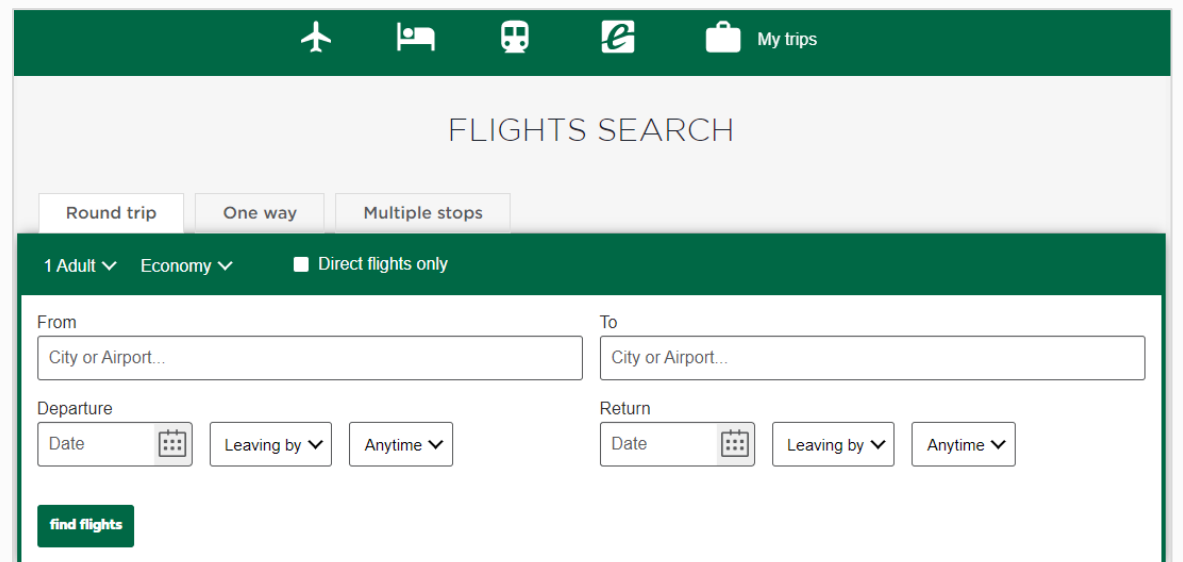 e
My trips
FLIGHTS SEARCH
Round trip One way Multiple stops
1 Adult Economy Direct flights only
From To
City or Airport... City or Airport...
Departure Return
Date Leaving by Anytime Date Leaving by Anytime
find flights